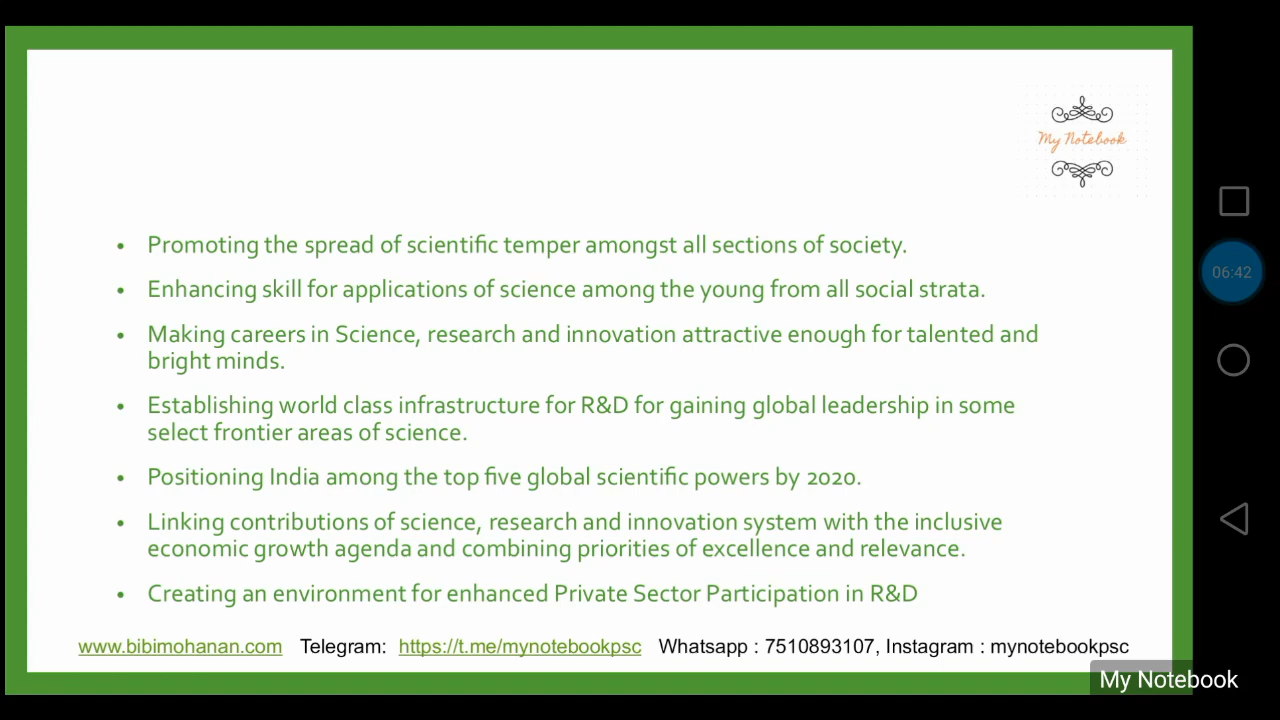 My Notebook
• Promoting the spread of scientific temper amongst all sections of society.
• Enhancing skill for applications of science among the young from all social strata.
• Making careers in Science, research and innovation attractive enough for talented and
bright minds.
• Establishing world class infrastructure for R&D for gaining global leadership in some
select frontier areas of science.
• Positioning India among the top five global scientific powers by 2020.
• Linking contributions of science, research and innovation system with the inclusive
economic growth agenda and combining priorities of excellence and relevance.
• Creating an environment for enhanced Private Sector Participation in R&D
www.bibimohanan.com Telegram: https://t.me/mynotebookpsc Whatsapp : 7510893107, Instagram : mynotebookpsc
My Notebook
06:42